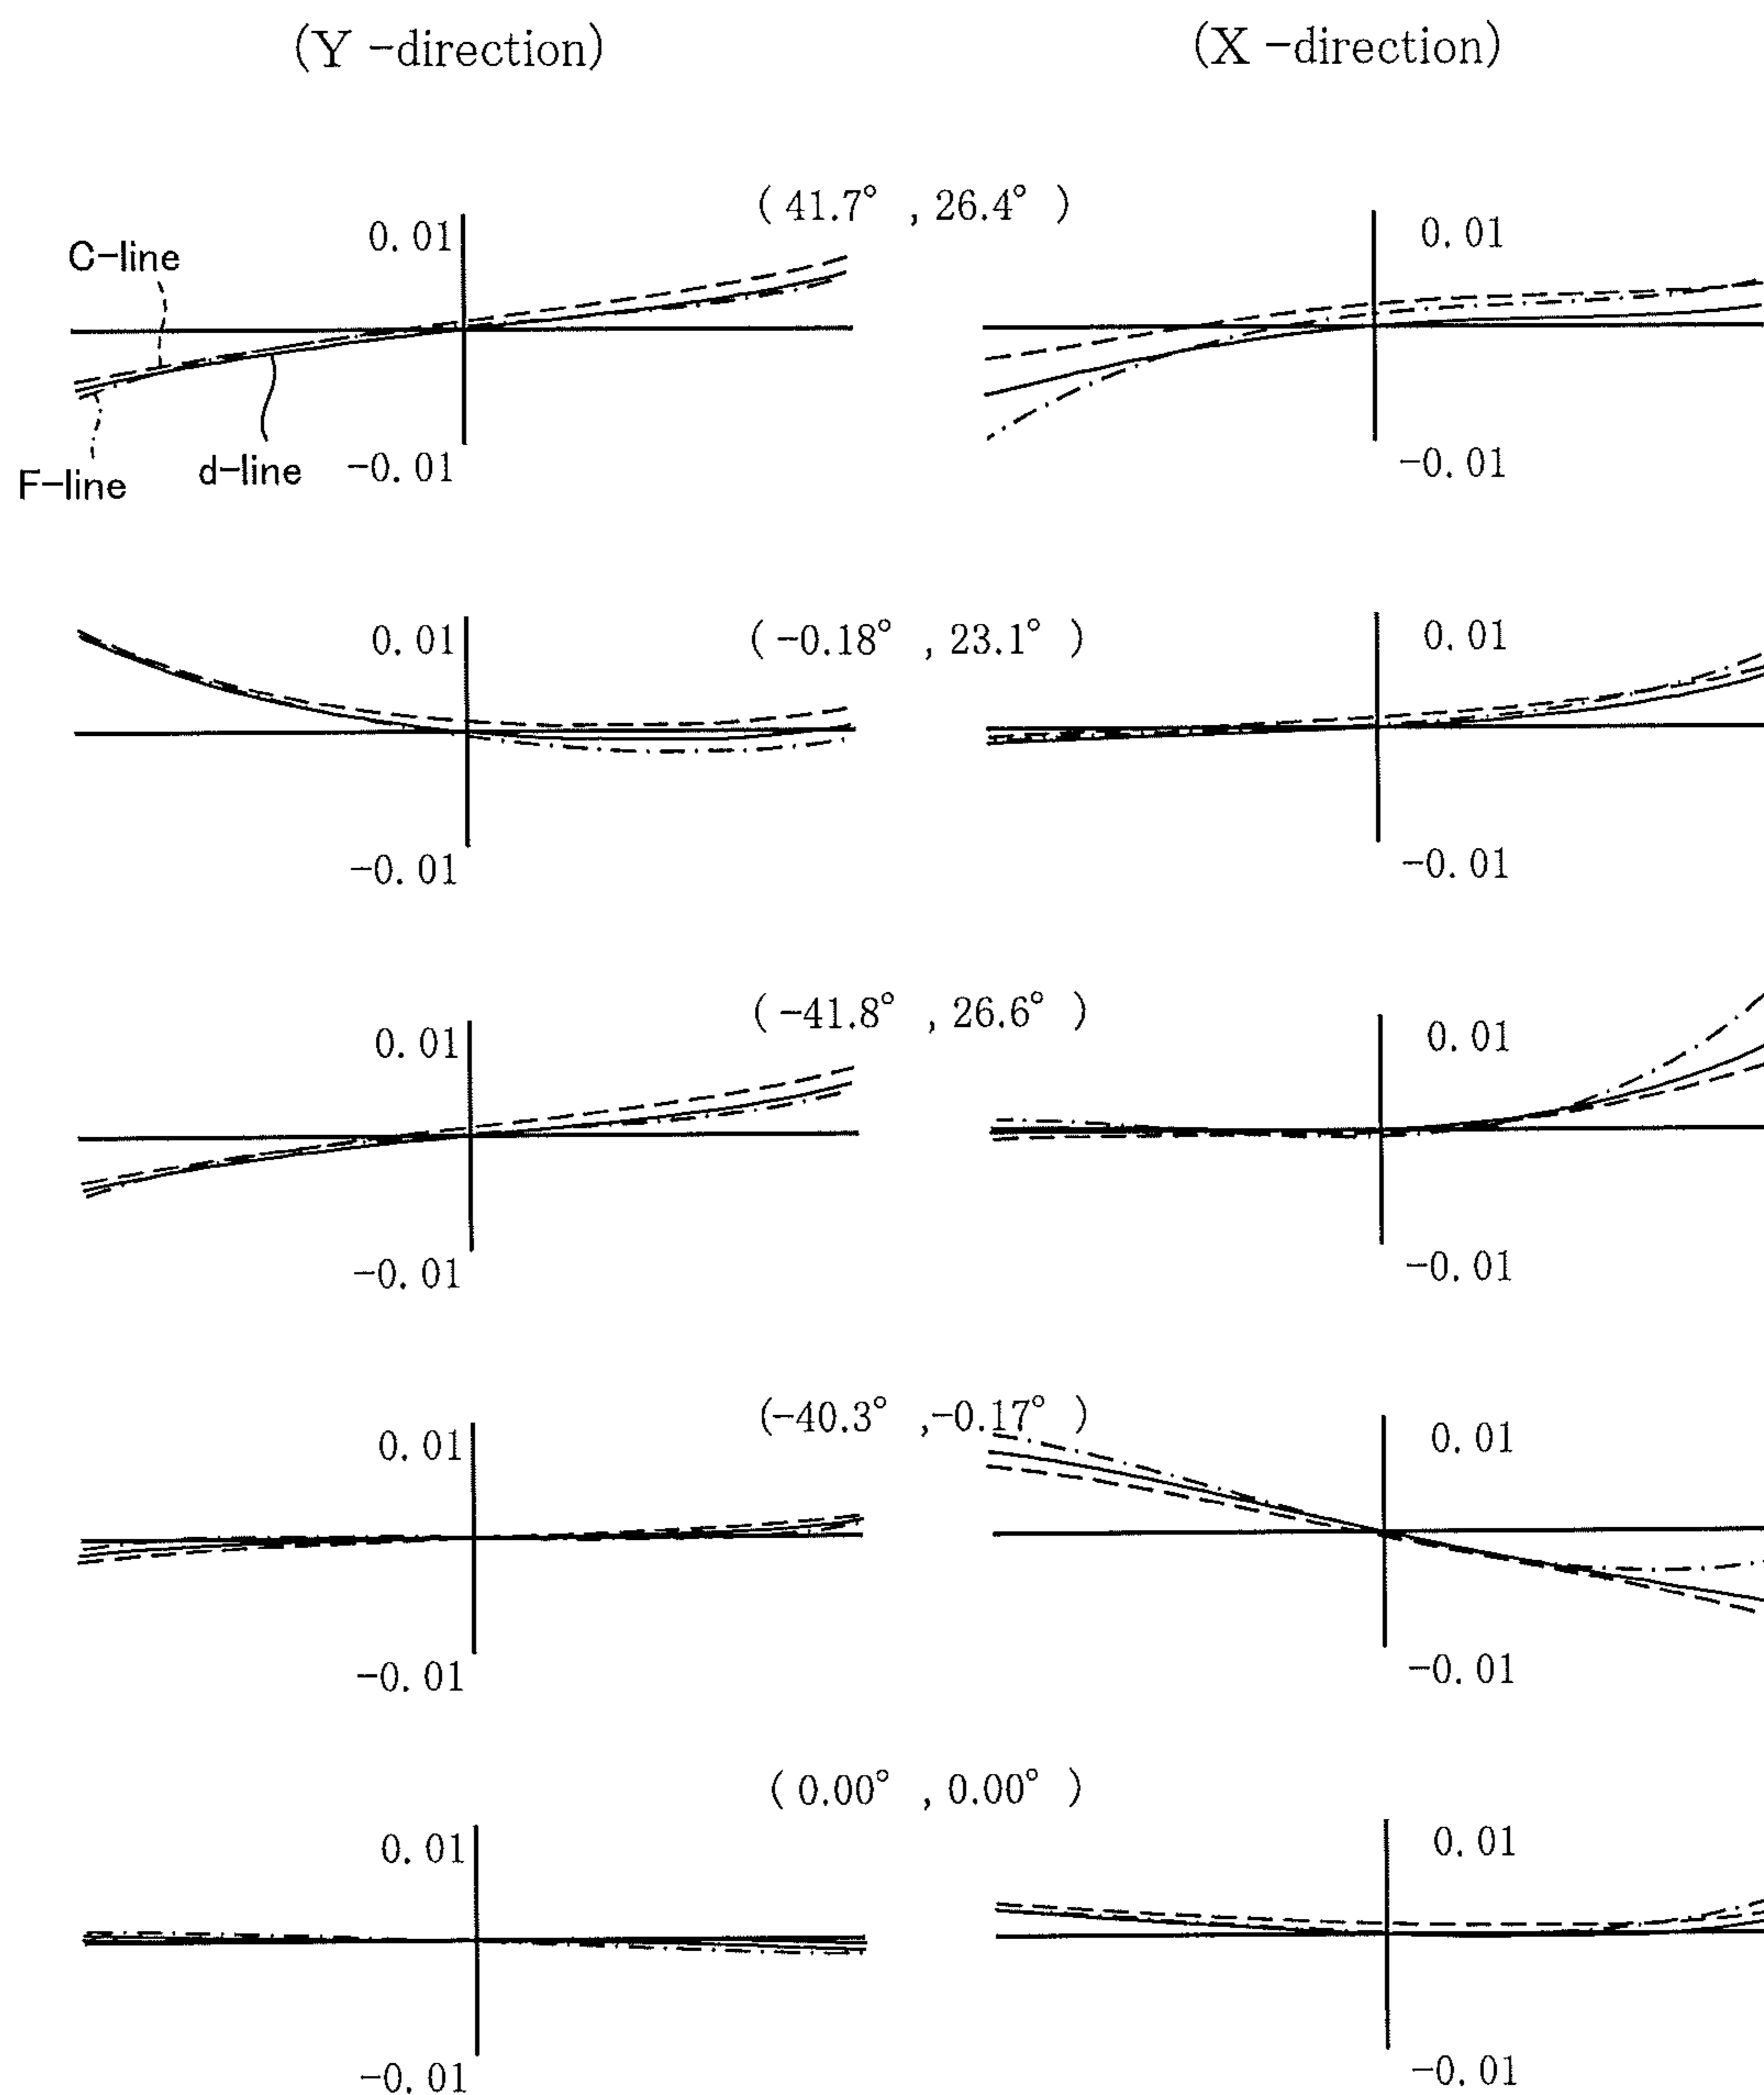 (Y -direction) (X -direction)
( 41.7° , 26.4° )
0.01 0.01
C-line
F-line d-line -0.01 -0.01
( -0.18° , 23.1° )
0.01 0.01
-0.01 -0.01
( -41.8° , 26.6° )
0.01 0.01
-0.01 -0.01
(-40.3° ,-0.17° )
0.01 0.01
-0.01 -0.01
( 0.00° , 0.00° )
0.01 0.01
-0.01 -0.01